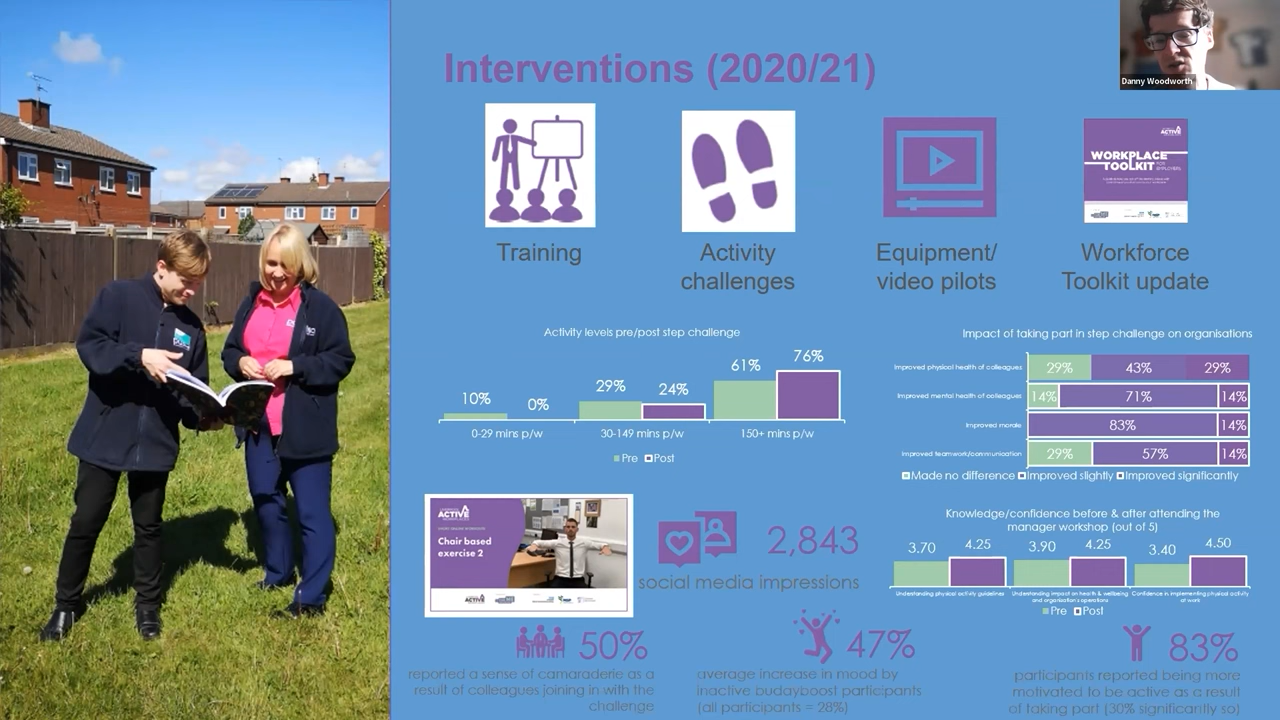 Interventions (2020/21)
Danny Woodworth
Training
Activity
challenges
Equipment/
video pilots
WORKPLACE
TOOLKIT FOR EMPLOYERS
ACTIVE
Workforce
Toolkit update
Activity levels pre/post step challenge
10%
0%
29%
24%
61%
76%
0-29 mins p/w
30-149 mins p/w
150+ mins p/w
Pre
Post
Impact of taking part in step challenge on organisations
Improved physical health of colleagues
29%
43%
29%
Improved mental health of colleagues
14%
71%
14%
Improved morale
83%
14%
Improved teamwork/communication
29%
57%
14%
Made no difference
Improved slightly
Improved significantly
ACTIVE
Chair based
exercise 2
ACTIVE
2,843
social media impressions
Knowledge/confidence before & after attending the
manager workshop (out of 5)
3.70
4.25
3.90
4.25
3.40
4.50
Understanding physical activity guidelines
Understanding impact on health & wellbeing
and organisation's operations
Confidence in implementing physical activity
at work
Pre
Post
50%
reported a sense of camaraderie as a
result of colleagues joining in with the
challenge
47%
average increase in mood by
inactive budayboost participants
(all participants = 28%)
83%
participants reported being more
motivated to be active as a result
of taking part (30% significantly so)